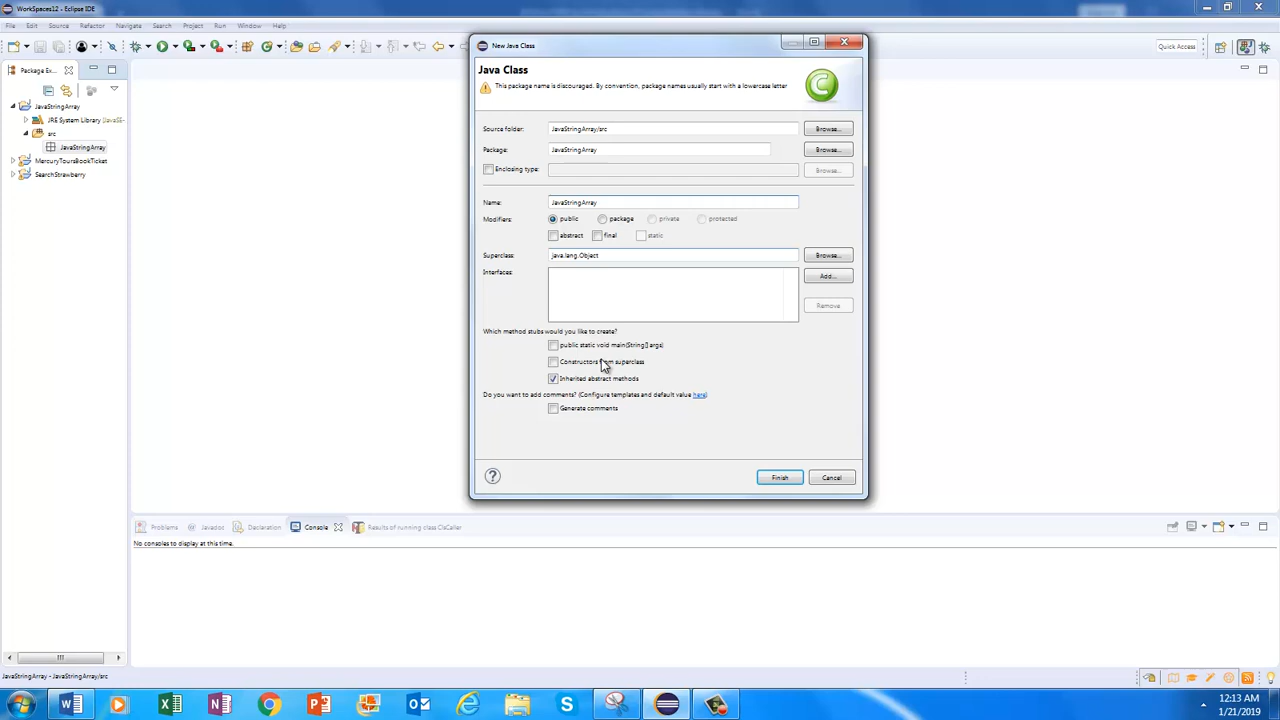 WorkSpaces12 - Eclipse IDE
File Edit Source Refactor Navigate Search Project Run Window Help
Quick Access
Package Ex...
JavaStringArray
JRE System Library [JavaSE-
src
JavaStringArray
MercuryToursBookTicket
SearchStrawberry
New Java Class
Java Class
This package name is discouraged. By convention, package names usually start with a lowercase letter
Source folder: JavaStringArray/src Browse...
Package: JavaStringArray Browse...
Enclosing type: Browse...
Name: JavaStringArray
Modifiers: public package private protected
abstract final static
Superclass: java.lang.Object Browse...
Interfaces: Add...
Remove
Which method stubs would you like to create?
public static void main(String[] args)
Constructors from superclass
Inherited abstract methods
Do you want to add comments? (Configure templates and default value here)
Generate comments
Finish Cancel
Problems @ Javadoc Declaration Console Results of running class ClsCaller
No consoles to display at this time.
JavaStringArray - JavaStringArray/src
12:13 AM
1/21/2019